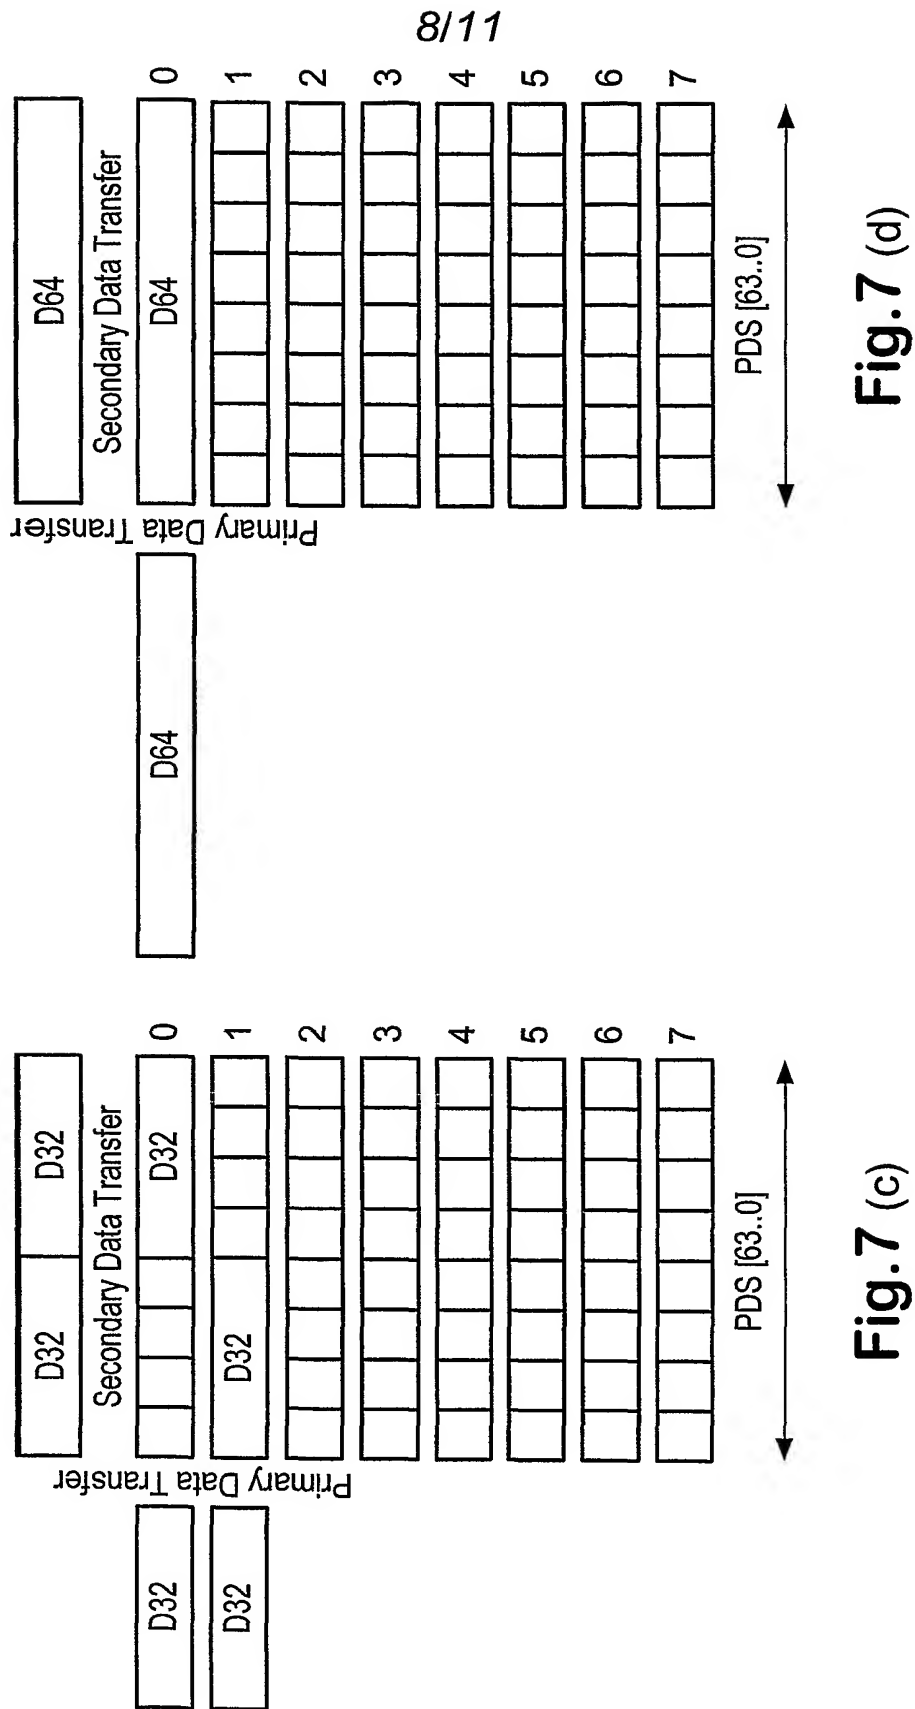 8/11
D64
Secondary Data Transfer
D64
0
1
2
3
4
5
6
7
Primary Data Transfer
D64
PDS [63..0]
Fig.7 (d)
D32
D32
Secondary Data Transfer
D32
0
D32
1
2
3
4
5
6
7
Primary Data Transfer
D32
D32
PDS [63..0]
Fig.7 (c)